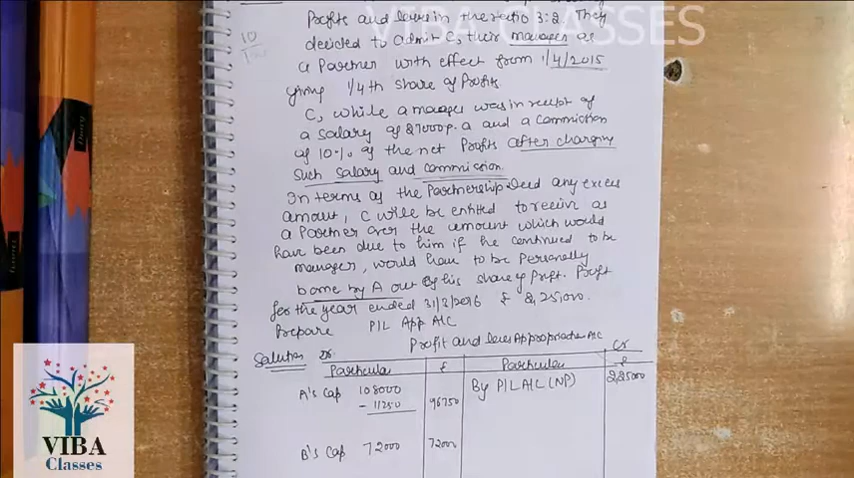 VIBA CLASSES
Profits and losses in the ratio 3:2. They
decided to admit C, their manager as
a Partner with effect from 1/4/2015
giving 1/4th share of Profits
C, while a manager was in receipt of
a salary of 27000 p.a and a commission
of 10% of the net Profits after charging
such salary and commission
In terms of the Partnership Deed any excess
amount, C will be entitled to receive as
a Partner over the amount which would
have been due to him if he continued to be
manager, would have to be Personally
borne by A out of his share of Profit. Profit
for the year ended 31/3/2016 ₹ 2,25,000.
Prepare P/L App A/C
Profit and loss Appropriation A/C
Solution Dr. Cr
Particular ₹ Particular ₹
A's Cap 108000 By P/L A/C (NP) 2,25000
- 11250 96750
B's Cap 72000 72000
VIBA
Classes